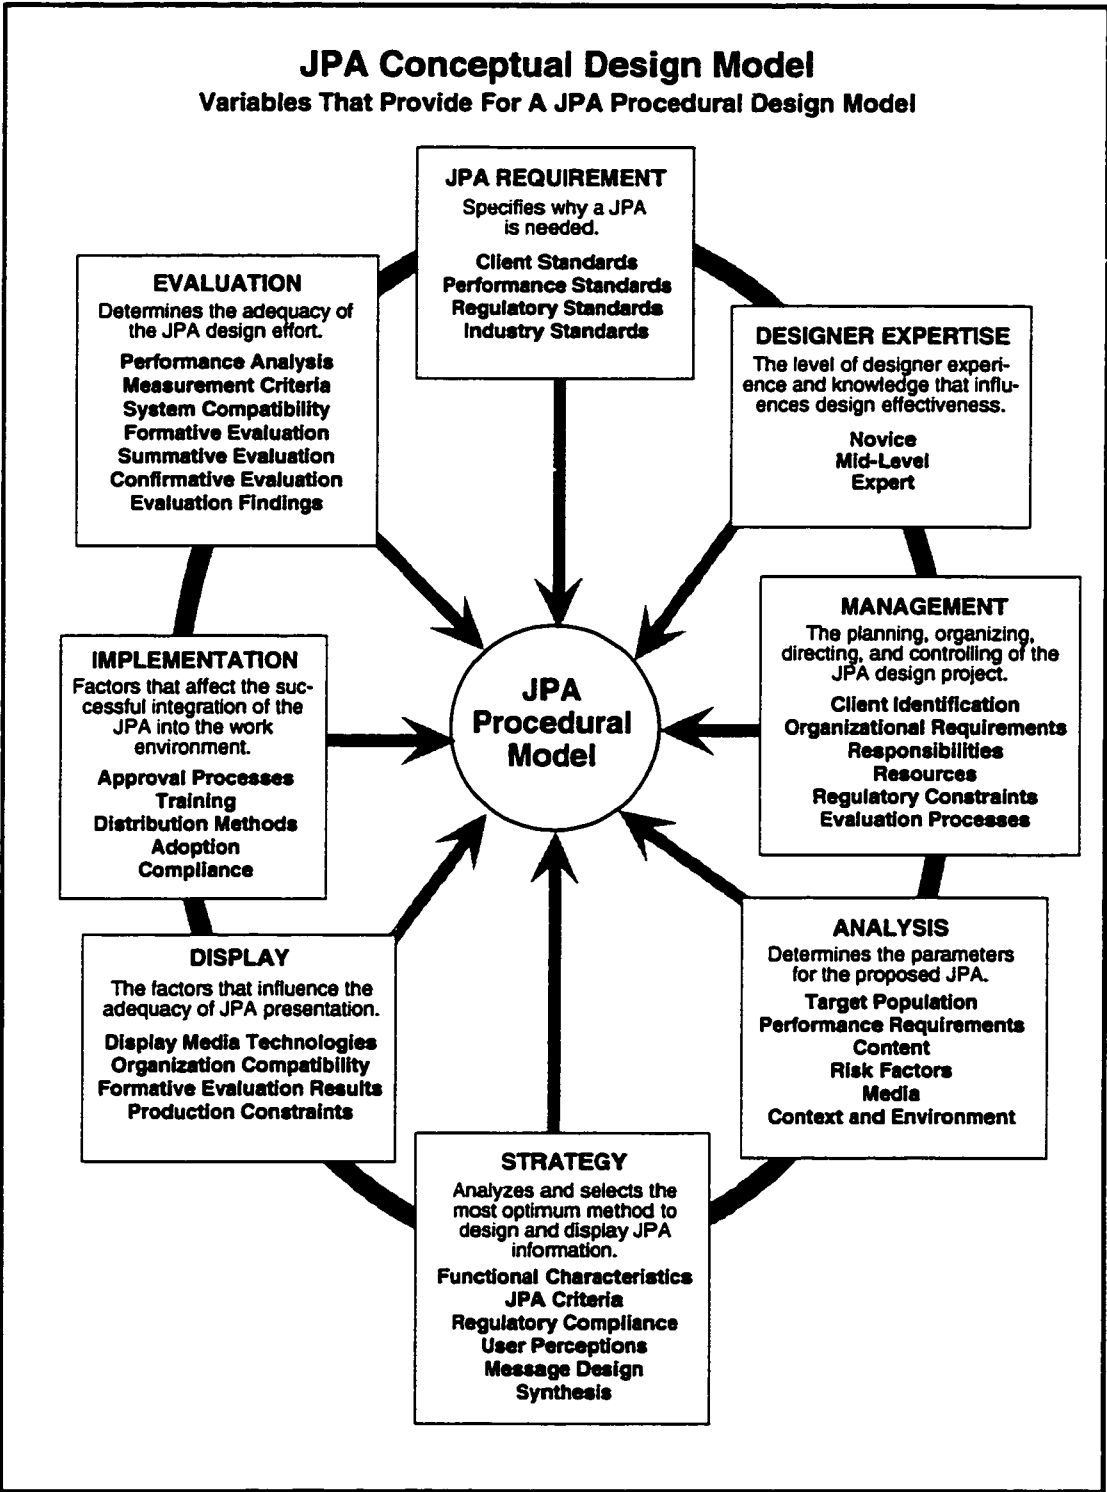 JPA Conceptual Design Model
Variables That Provide For A JPA Procedural Design Model
JPA REQUIREMENT
Specifies why a JPA
is needed.
Client Standards
Performance Standards
Regulatory Standards
Industry Standards
DESIGNER EXPERTISE
The level of designer experi-
ence and knowledge that influ-
ences design effectiveness.
Novice
Mid-Level
Expert
MANAGEMENT
The planning, organizing,
directing, and controlling of the
JPA design project.
Client Identification
Organizational Requirements
Responsibilities
Resources
Regulatory Constraints
Evaluation Processes
ANALYSIS
Determines the parameters
for the proposed JPA.
Target Population
Performance Requirements
Content
Risk Factors
Media
Context and Environment
STRATEGY
Analyzes and selects the
most optimum method to
design and display JPA
information.
Functional Characteristics
JPA Criteria
Regulatory Compliance
User Perceptions
Message Design
Synthesis
DISPLAY
The factors that influence the
adequacy of JPA presentation.
Display Media Technologies
Organization Compatibility
Formative Evaluation Results
Production Constraints
IMPLEMENTATION
Factors that affect the suc-
cessful integration of the
JPA into the work
environment.
Approval Processes
Training
Distribution Methods
Adoption
Compliance
EVALUATION
Determines the adequacy of
the JPA design effort.
Performance Analysis
Measurement Criteria
System Compatibility
Formative Evaluation
Summative Evaluation
Confirmative Evaluation
Evaluation Findings
JPA
Procedural
Model